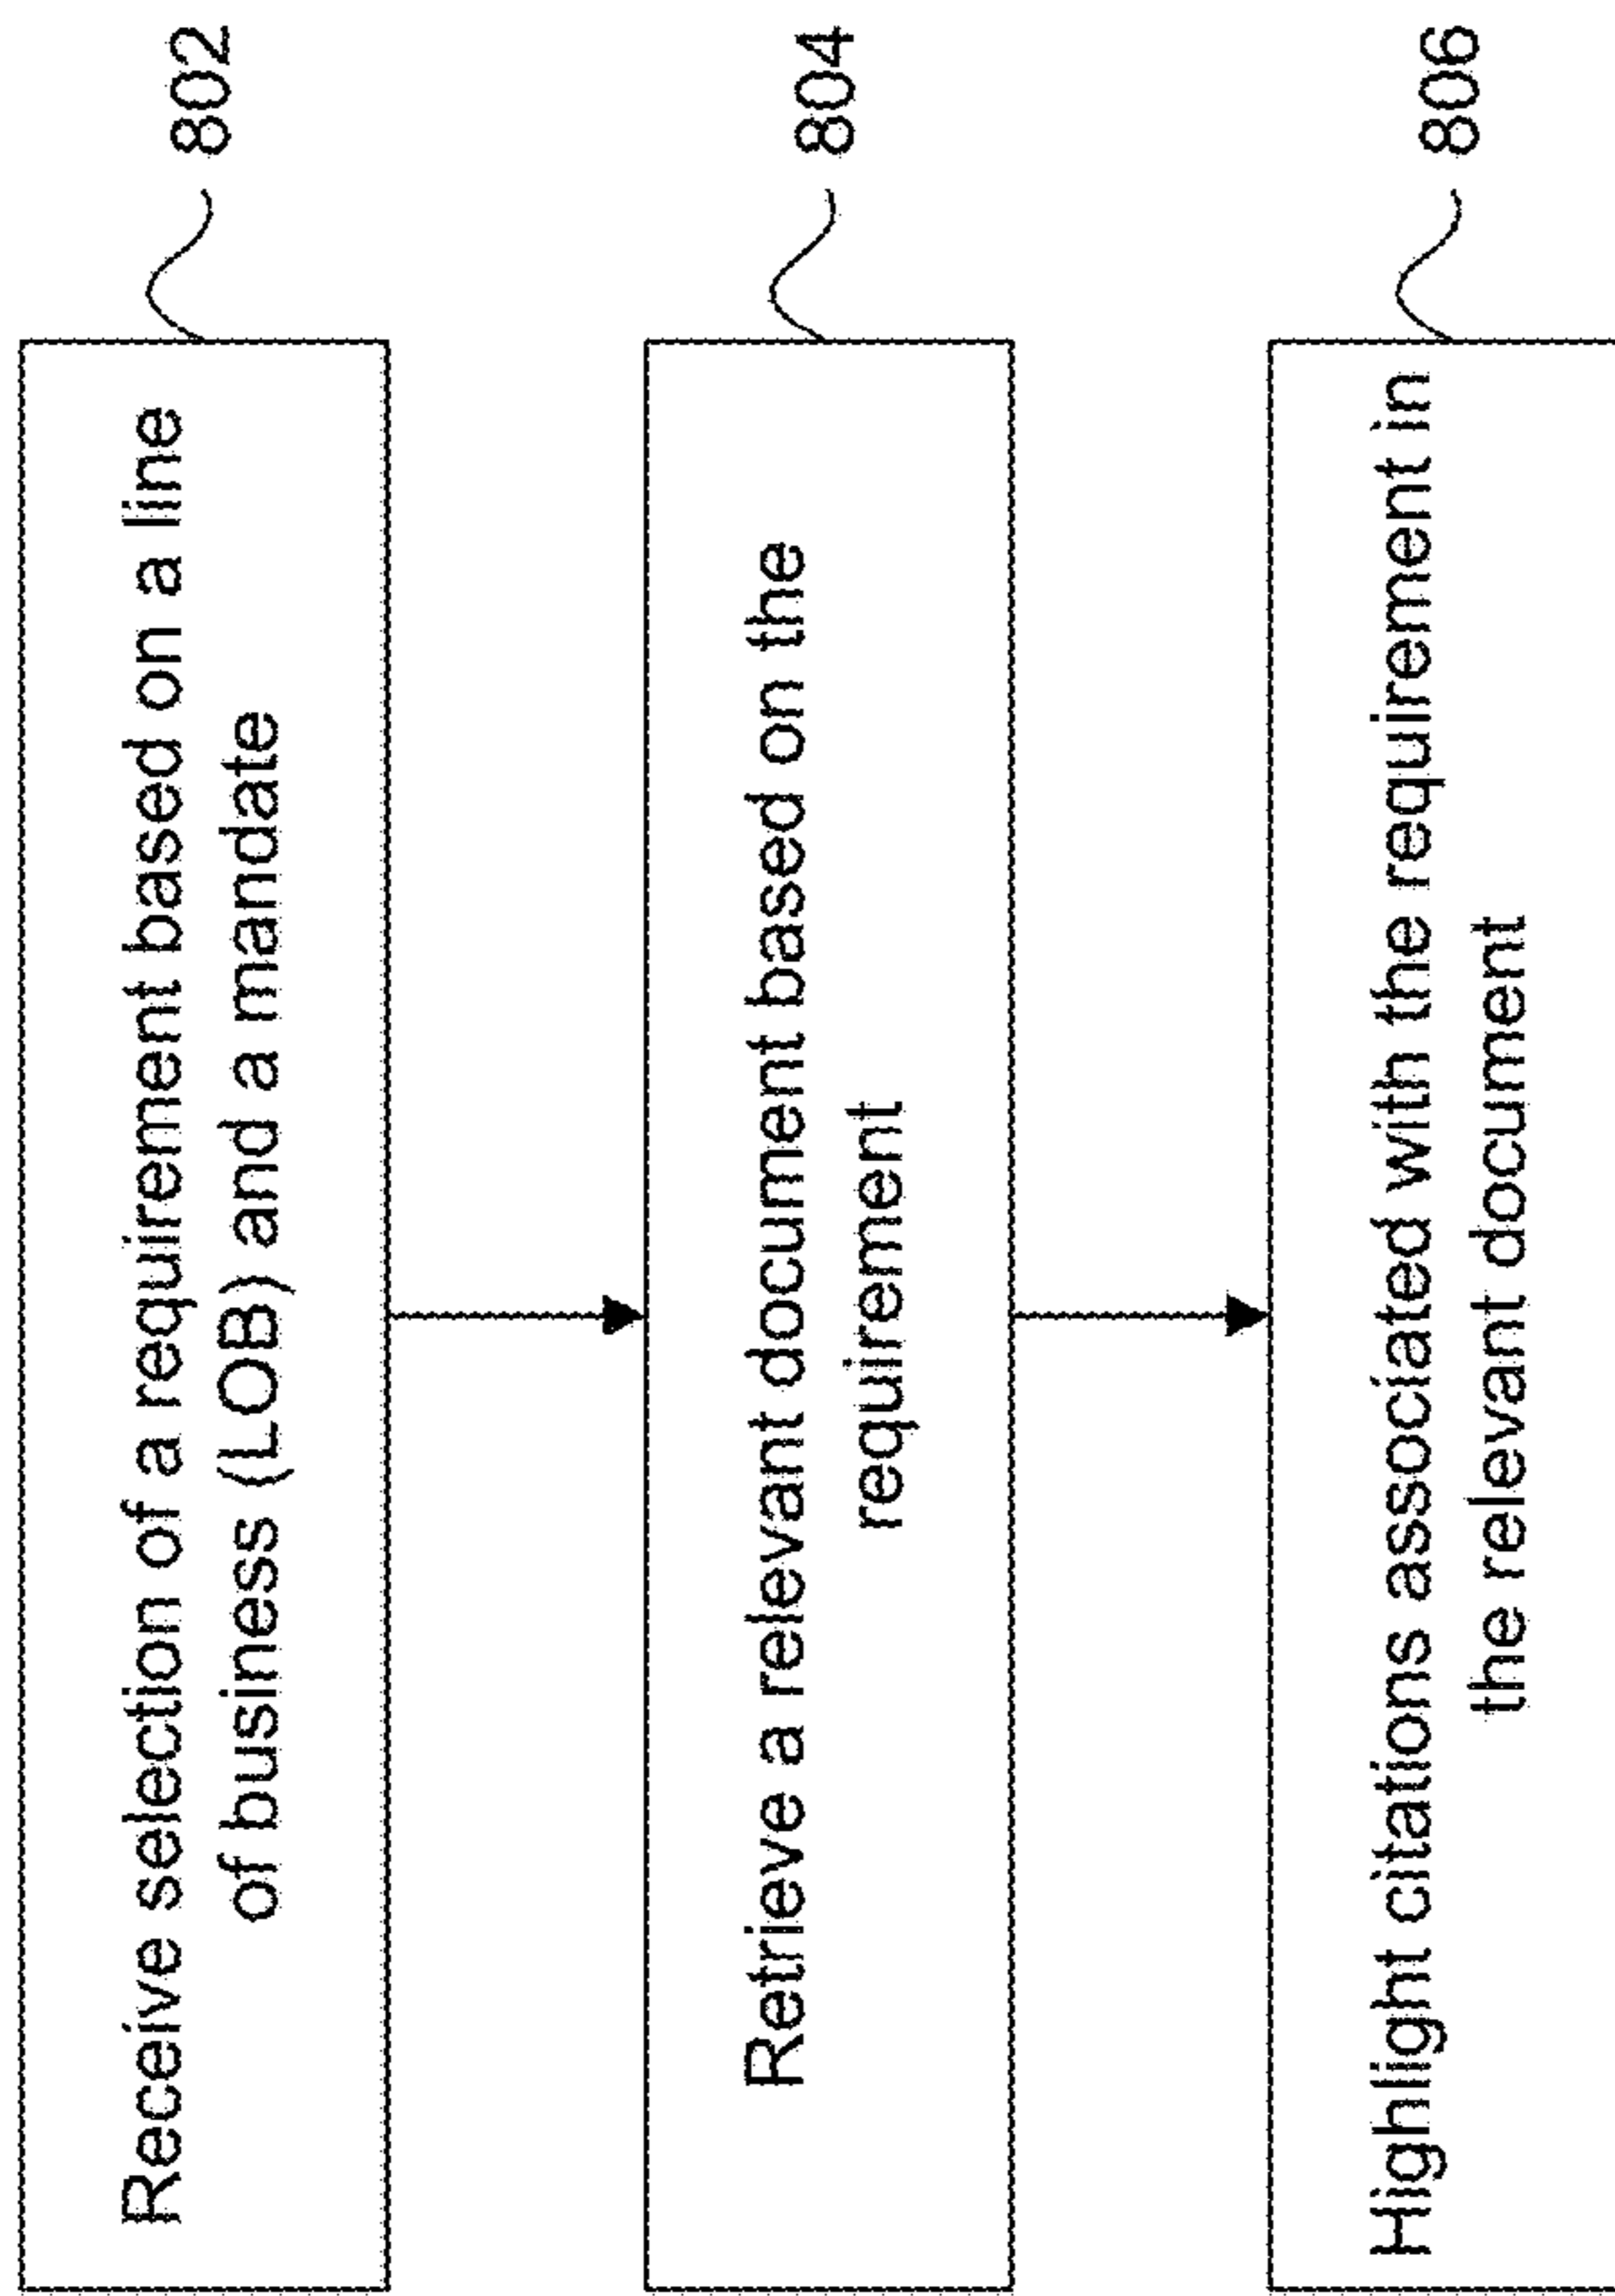 Receive selection of a requirement based on a line
of business (LOB) and a mandate
802
Retrieve a relevant document based on the
requirement
804
Highlight citations associated with the requirement in
the relevant document
806